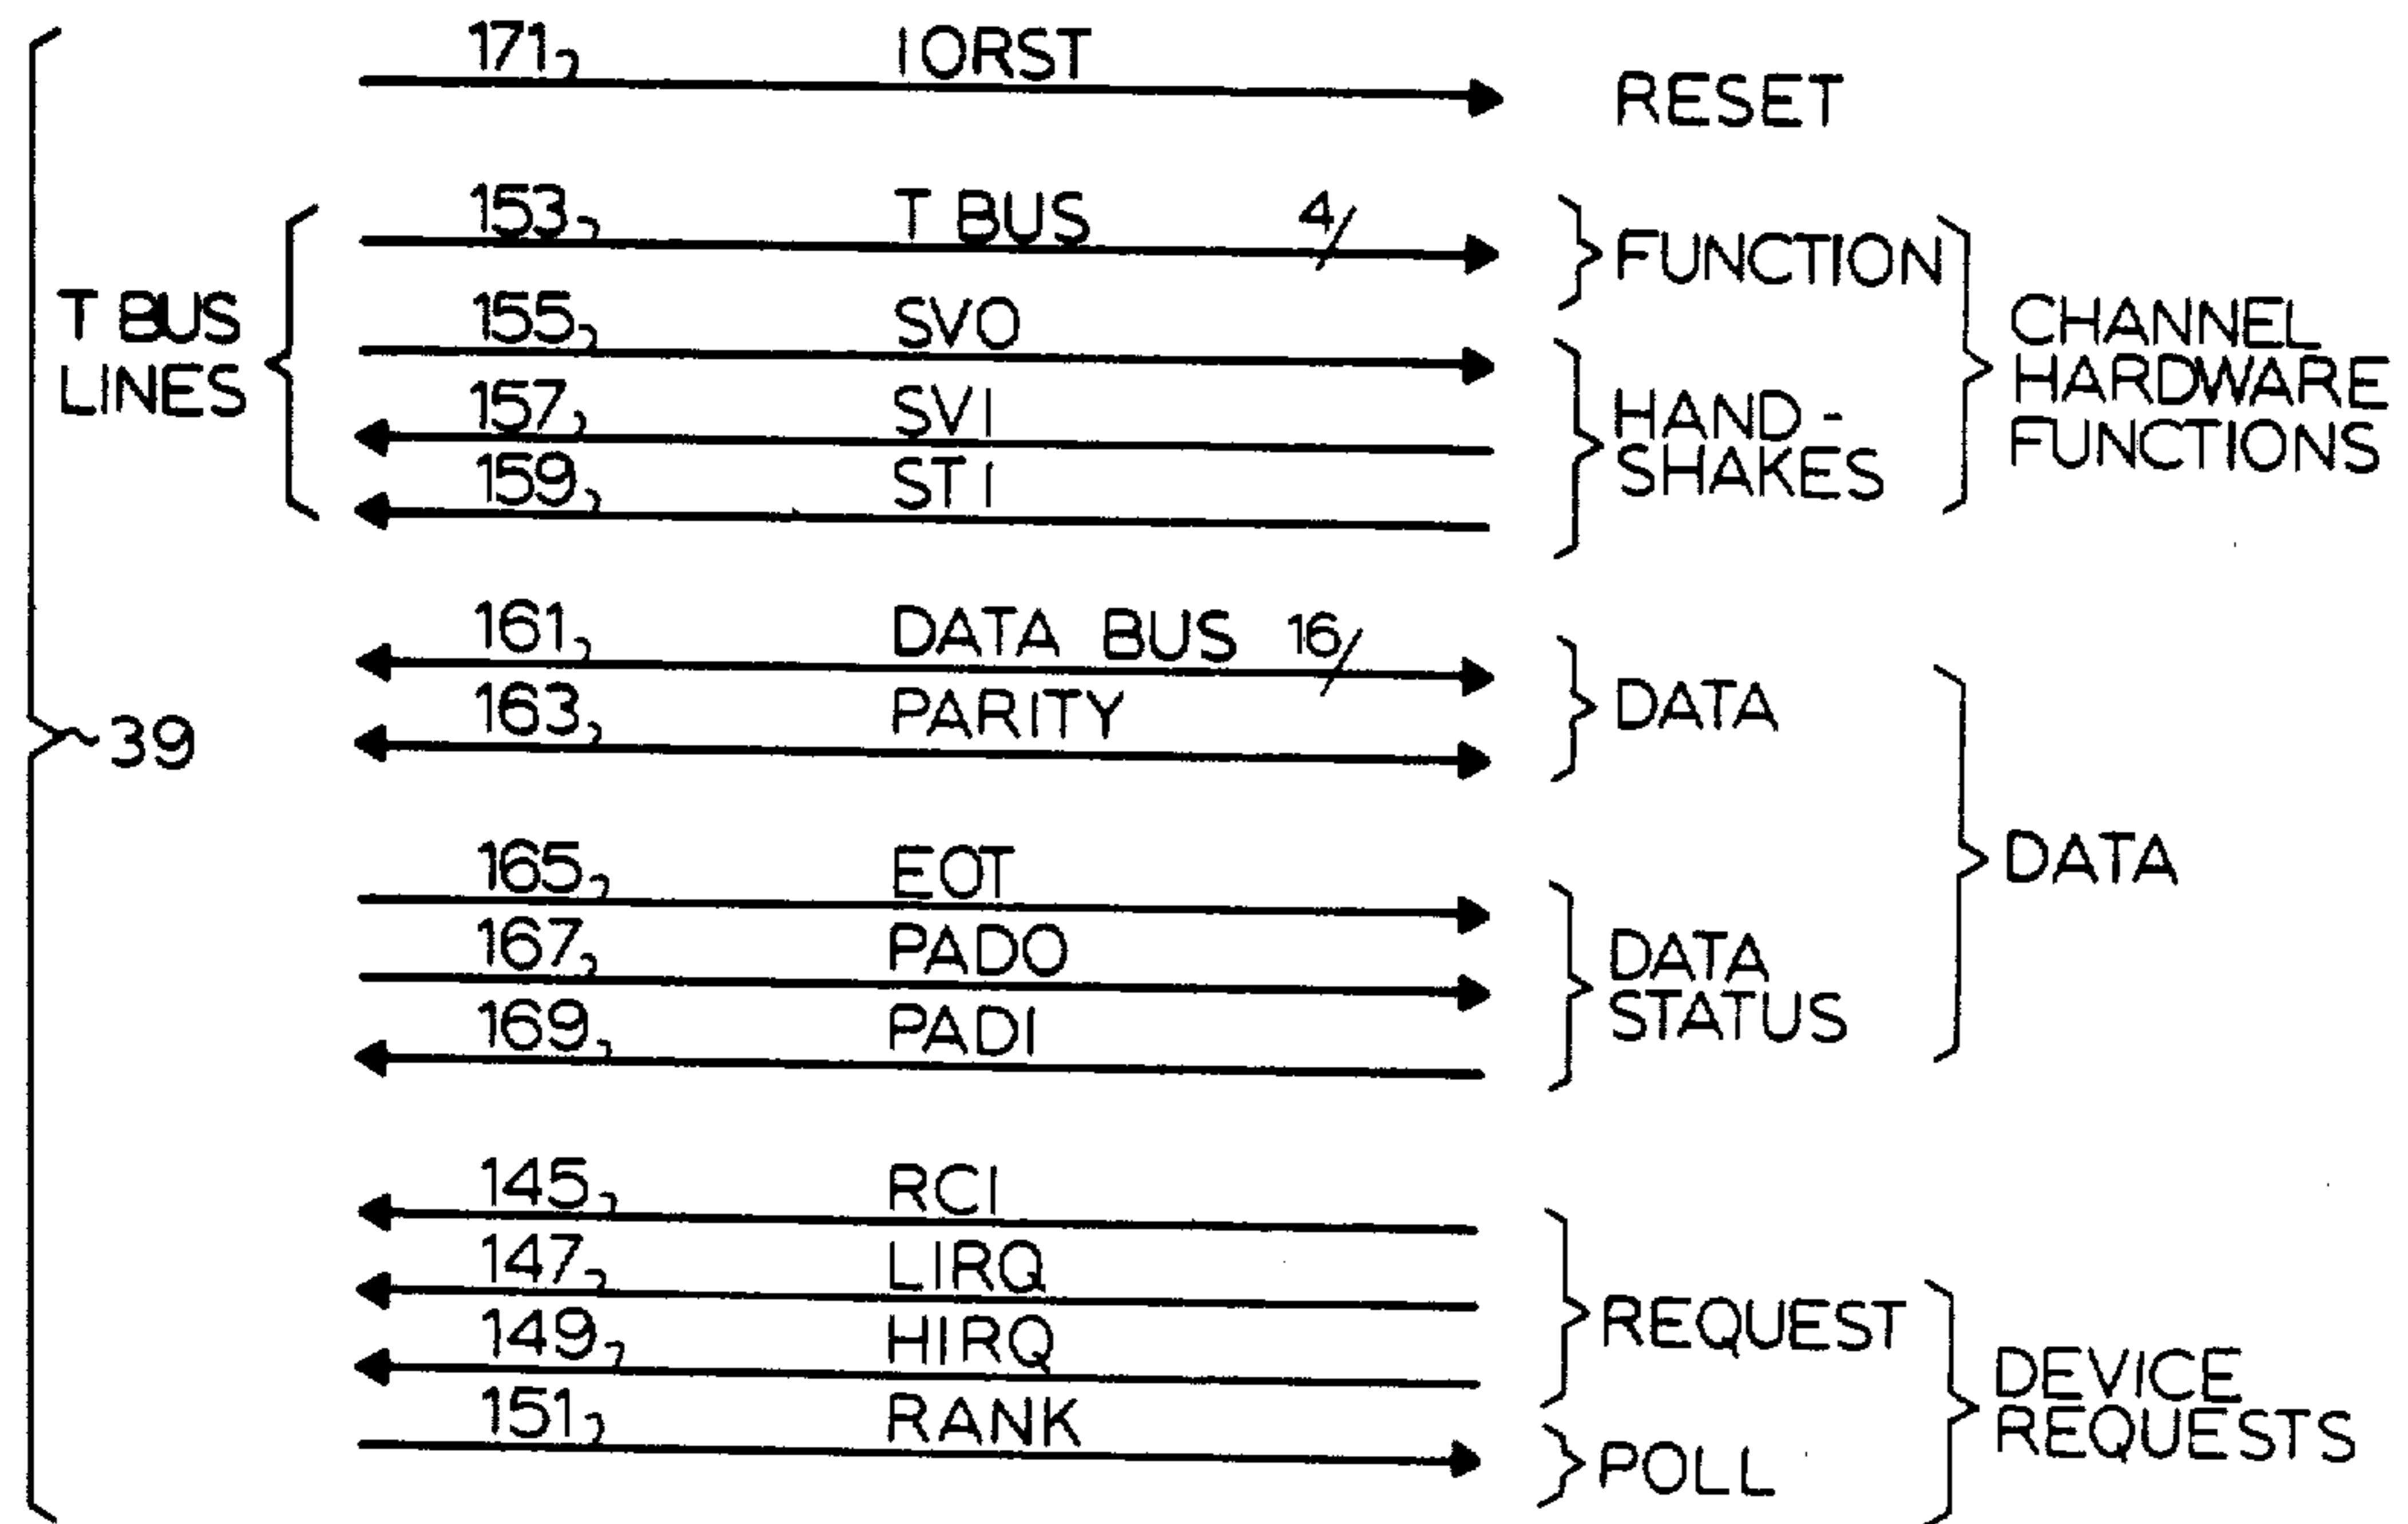 171 IORST RESET
153 T BUS 4 FUNCTION
T BUS LINES
155 SVO
157 SVI
159 STI
HAND-
SHAKES
CHANNEL
HARDWARE
FUNCTIONS
161 DATA BUS 16
163 PARITY
DATA
39
165 EOT
167 PADO
169 PADI
DATA
STATUS
DATA
145 RCI
147 LIRQ
149 HIRQ
REQUEST
151 RANK
POLL
DEVICE
REQUESTS